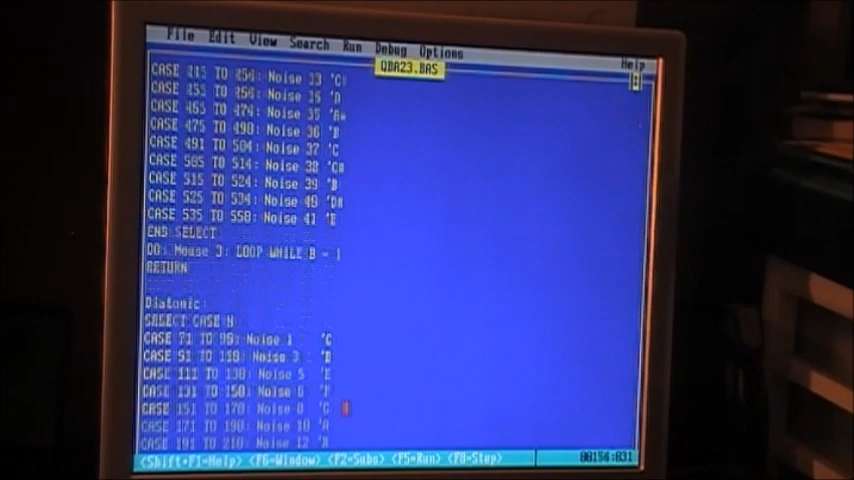 File Edit View Search Run Debug Options Help
QBA23.BAS
CASE TO 454: Noise 33 'C
CASE TO Noise 'D
CASE 465 TO 474: Noise 35
CASE 475 TO 490: Noise 36 'B
CASE 491 TO 504: Noise 37 'C
CASE 505 TO 514: Noise 38 'C#
CASE 515 TO 524: Noise 39 'D
CASE 525 TO 534: Noise 40 'D#
CASE 535 TO 550: Noise 41 'E
END SELECT
DO: Mouse 3: LOOP WHILE B = 1
RETURN
Diatonic:
SELECT CASE H
CASE 71 TO 90: Noise 1 'C
CASE 91 TO 110: Noise 3 'D
CASE 111 TO 130: Noise 5 'E
CASE 131 TO 150: Noise 6 'F
CASE 151 TO 170: Noise 8 'G
CASE 171 TO 190: Noise 10 'A
CASE 191 TO 210: Noise 12 'B
<Shift+F1=Help> <F6=Window> <F2=Subs> <F5=Run> <F8=Step> 00154:031